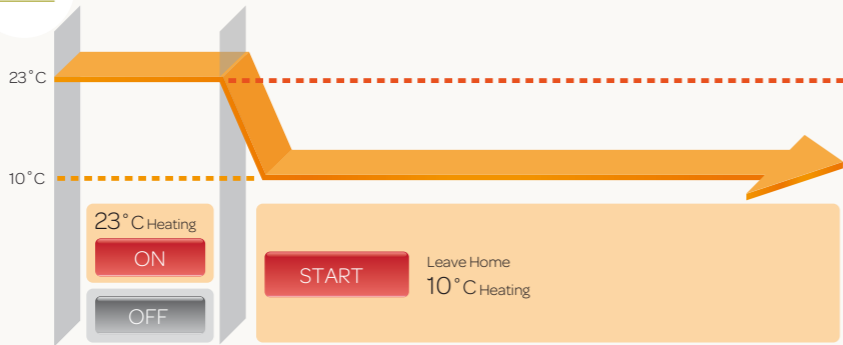 23°C
10°C
23°C Heating
ON
OFF
START
Leave Home
10°C Heating